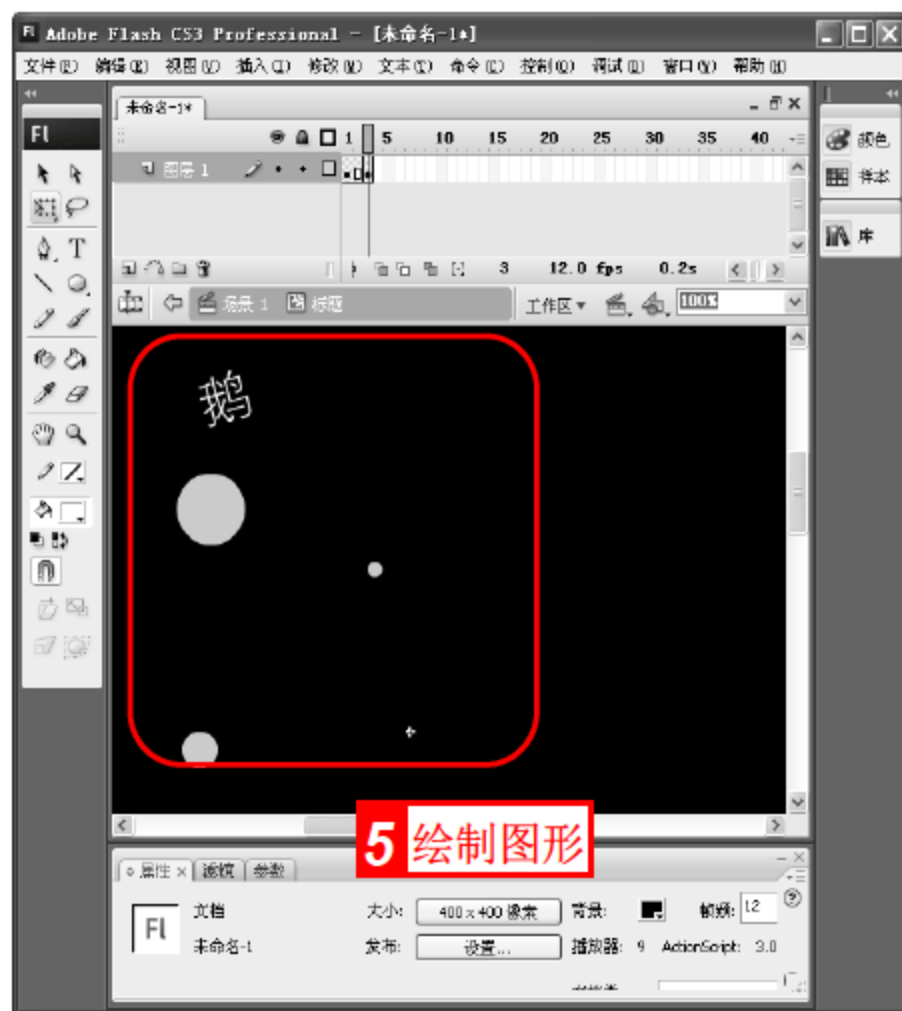 Fl Adobe Flash CS3 Professional - [未命名-1*]
文件(F) 编辑(E) 视图(V) 插入(I) 修改(M) 文本(T) 命令(C) 控制(O) 调试(D) 窗口(W) 帮助(H)
未命名-1*
Fl
1 5 10 15 20 25 30 35 40
图层 1
颜色
样本
库
3 12.0 fps 0.2s
场景 1 标题 工作区 100%
T
鹅
5 绘制图形
属性 × 滤镜 参数
Fl
文档 大小: 400 x 400 像素 背景: 帧频: 12
未命名-1 发布: 设置... 播放器: 9 ActionScript: 3.0